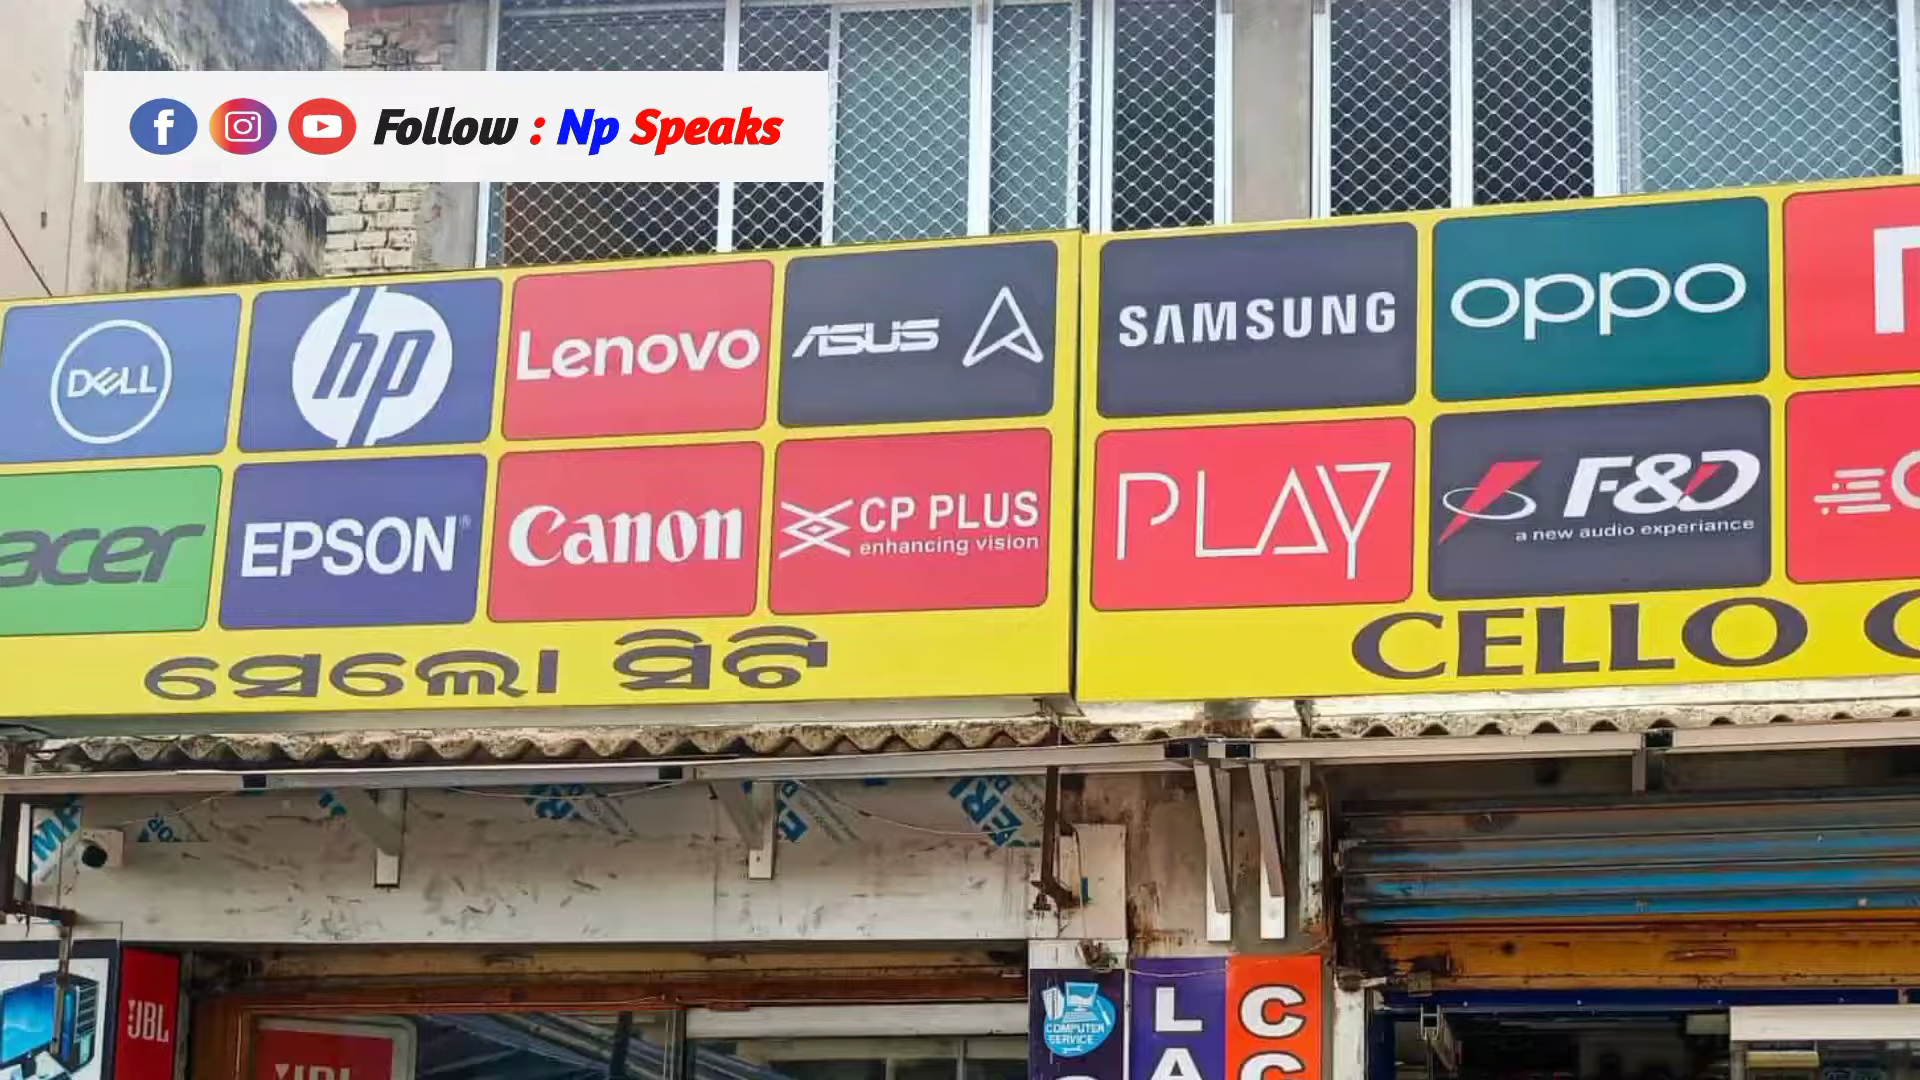 Follow : Np Speaks
DELL
hp
Lenovo
ASUS
SAMSUNG
oppo
acer
EPSON
Canon
CP PLUS
enhancing vision
PLAY
F&D
a new audio experiance
ସେଲୋ ସିଟି
CELLO C
JBL
JBL
COMPUTER
SERVICE
L
A
C